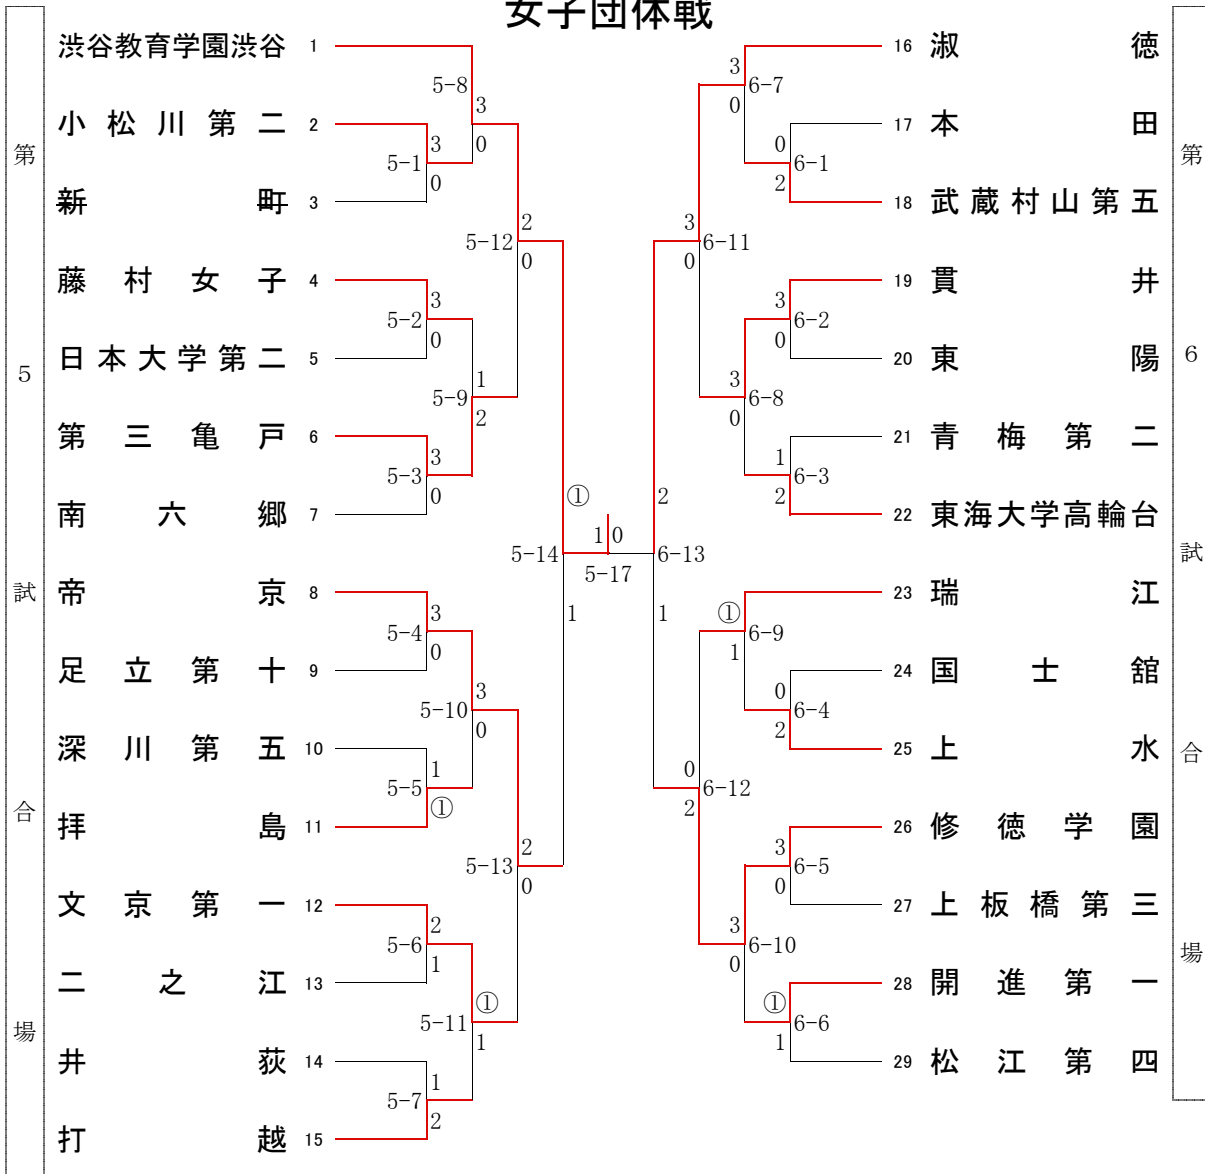 女子団体戦
第5試合場
渋谷教育学園渋谷 1
小松川第二 2
新町 3
藤村女子 4
日本大学第二 5
第三亀戸 6
南六郷 7
帝京 8
足立第十 9
深川第五 10
拝島 11
文京第一 12
二之江 13
井荻 14
打越 15
5-8
3
0
5-1
3
0
5-12
2
0
5-2
3
0
5-9
1
2
5-3
3
0
5-14
①
1
5-4
3
0
5-10
3
0
5-5
1
①
5-13
2
0
5-6
2
1
5-11
①
1
5-7
1
2
1 0
5-17
3
0
6-7
0
2
6-1
3
0
6-11
3
0
6-2
3
0
6-8
1
2
6-3
2
1
6-13
①
1
6-9
0
2
6-4
0
2
6-12
3
0
6-5
3
0
6-10
①
1
6-6
16 淑徳
17 本田
18 武蔵村山第五
19 貫井
20 東陽
21 青梅第二
22 東海大学高輪台
23 瑞江
24 国士舘
25 上水
26 修徳学園
27 上板橋第三
28 開進第一
29 松江第四
第6試合場